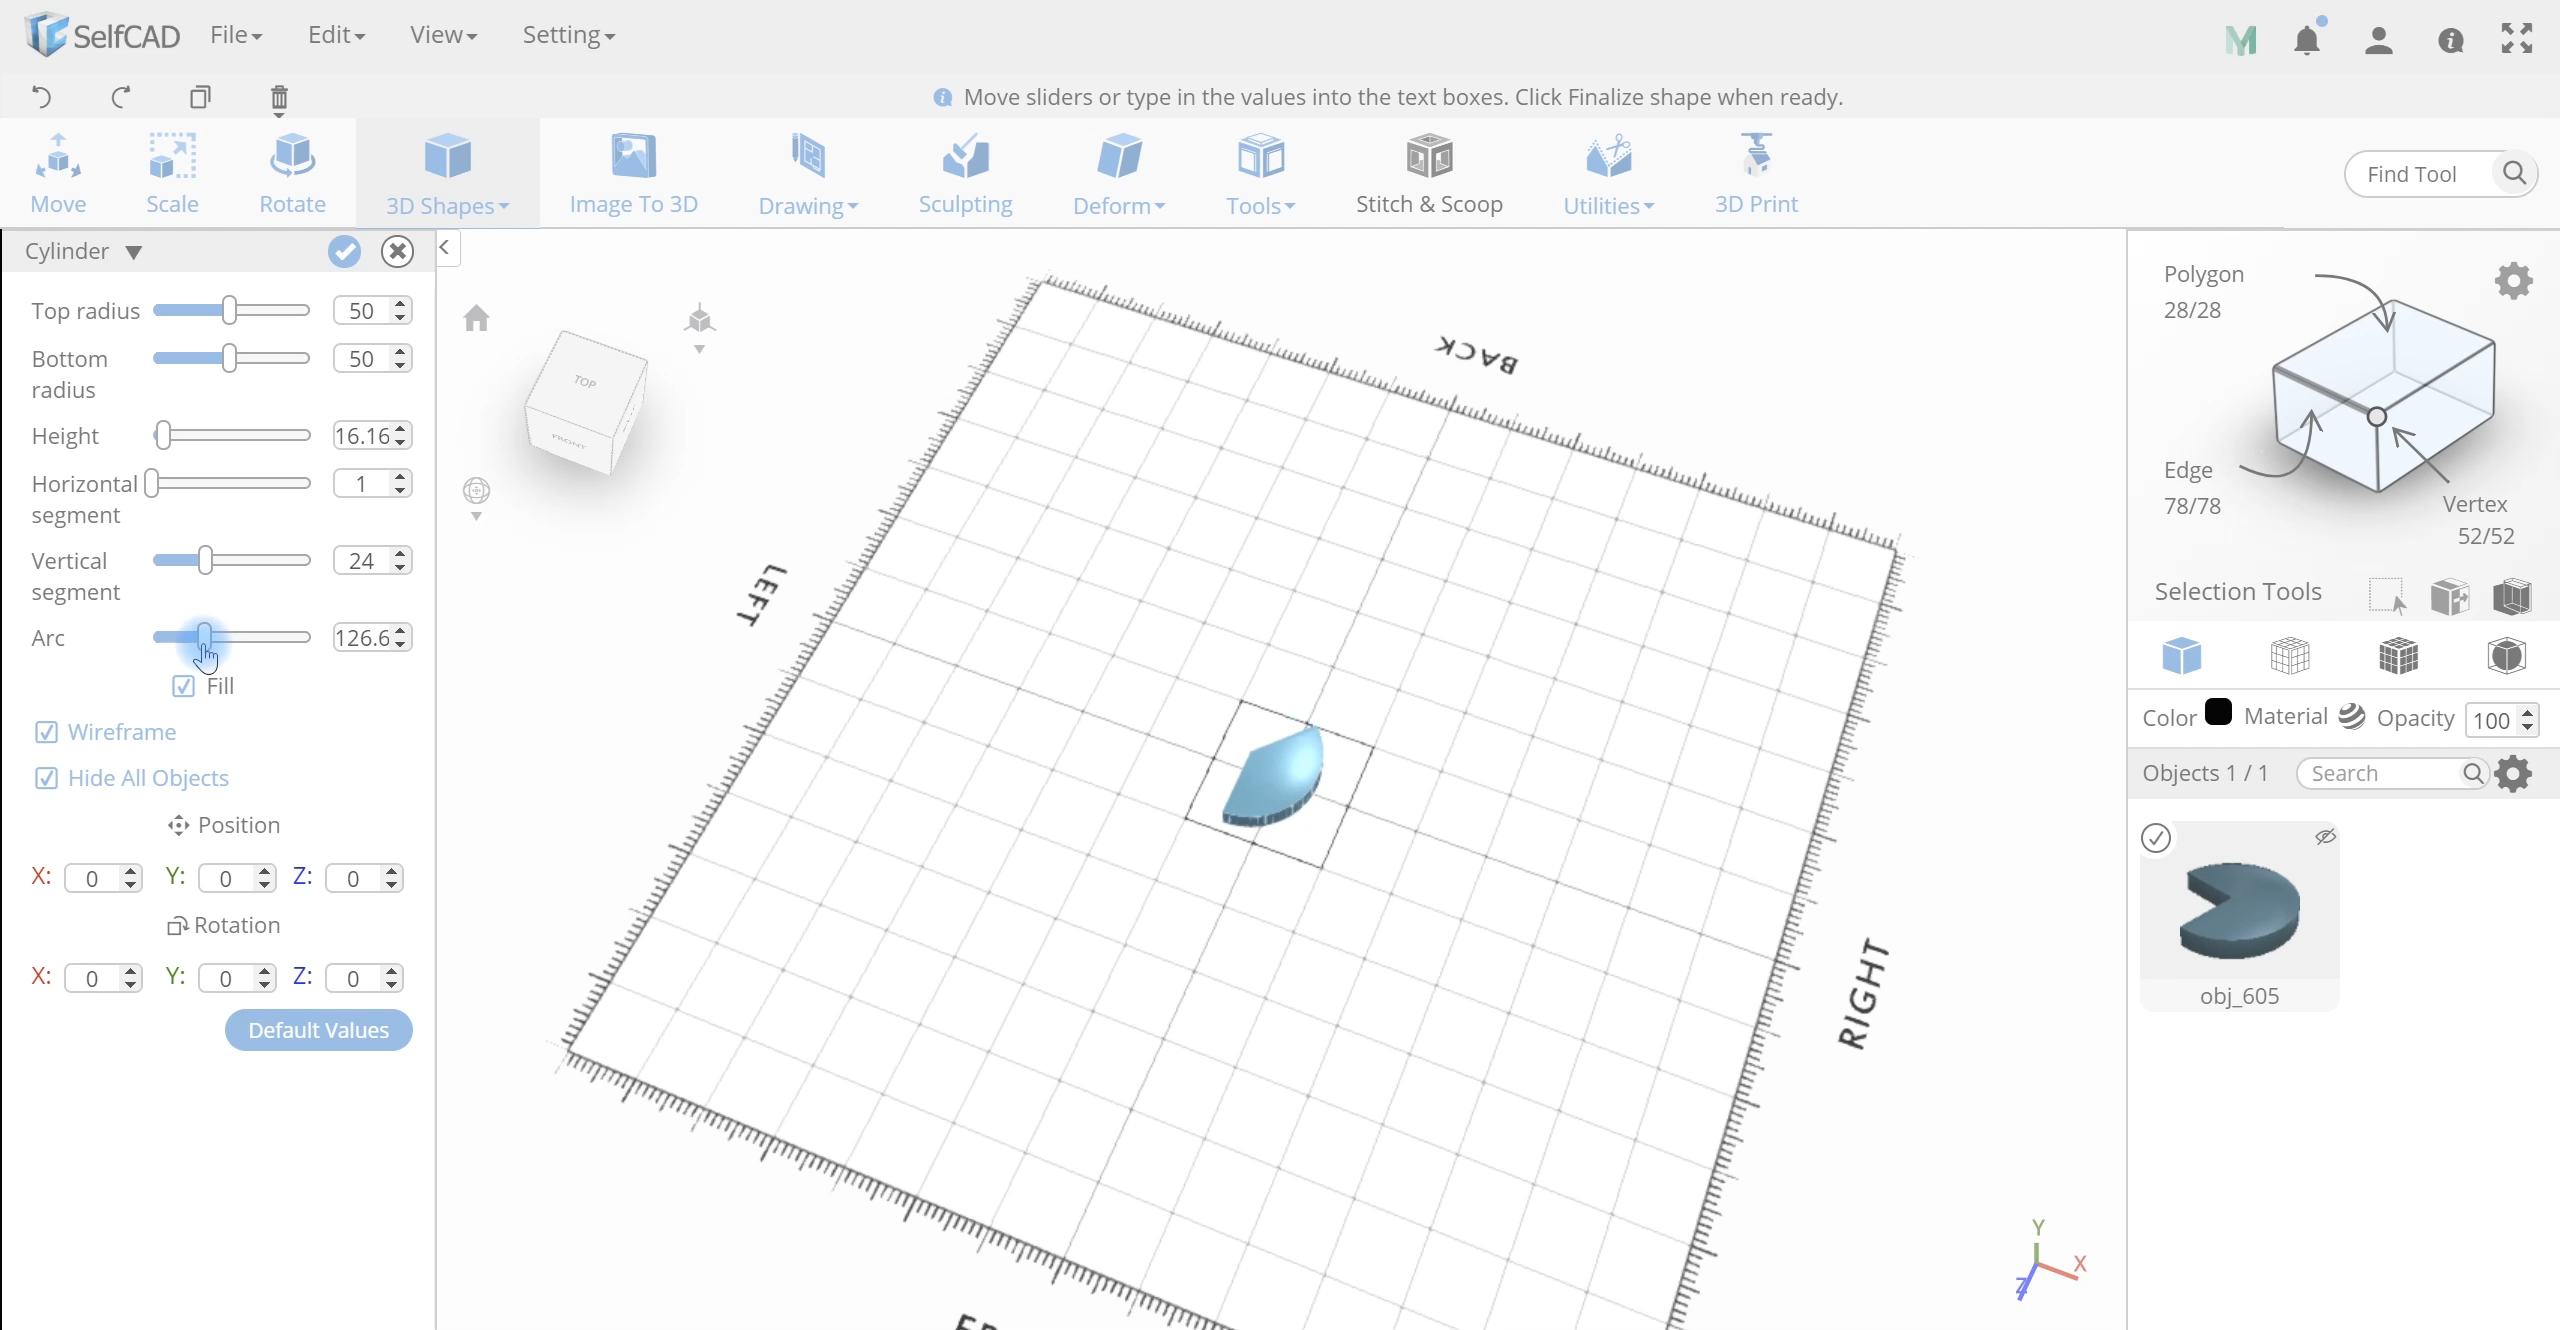 SelfCAD File Edit View Setting
Move sliders or type in the values into the text boxes. Click Finalize shape when ready.
Move Scale Rotate 3D Shapes Image To 3D Drawing Sculpting Deform Tools Stitch & Scoop Utilities 3D Print Find Tool
Cylinder
Top radius 50
Bottom radius 50
Height 16.16
Horizontal segment 1
Vertical segment 24
Arc 126.6
Fill
Wireframe
Hide All Objects
Position
X: 0 Y: 0 Z: 0
Rotation
X: 0 Y: 0 Z: 0
Default Values
TOP
FRONT
BACK
LEFT
RIGHT
Y
X
Z
Polygon
28/28
Edge
78/78
Vertex
52/52
Selection Tools
Color Material Opacity 100
Objects 1 / 1 Search
obj_605